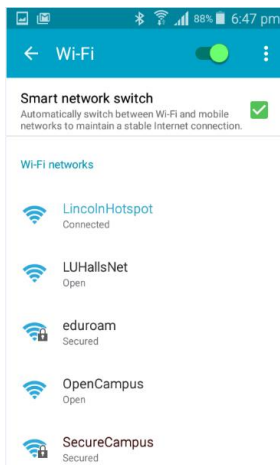 88% 6:47 pm
Wi-Fi
Smart network switch
Automatically switch between Wi-Fi and mobile
networks to maintain a stable Internet connection.
Wi-Fi networks
LincolnHotspot
Connected
LUHallsNet
Open
eduroam
Secured
OpenCampus
Open
SecureCampus
Secured